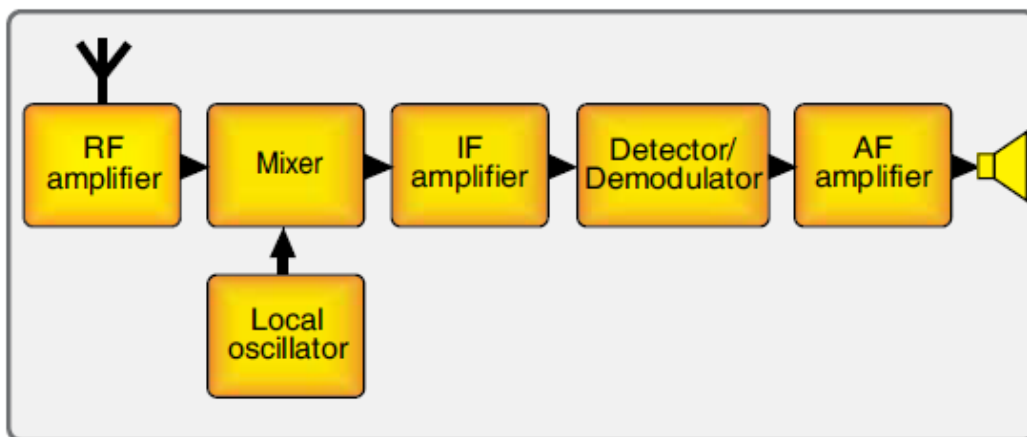 RF
amplifier
Mixer
IF
amplifier
Detector/
Demodulator
AF
amplifier
Local
oscillator